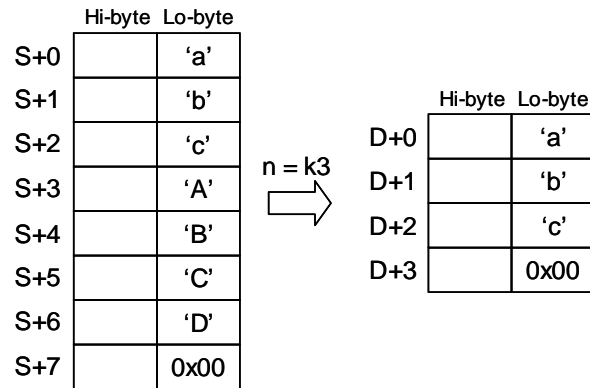 Hi-byte Lo-byte
S+0 ‘a’
S+1 ‘b’
S+2 ‘c’
S+3 ‘A’
S+4 ‘B’
S+5 ‘C’
S+6 ‘D’
S+7 0x00
n = k3
Hi-byte Lo-byte
D+0 ‘a’
D+1 ‘b’
D+2 ‘c’
D+3 0x00